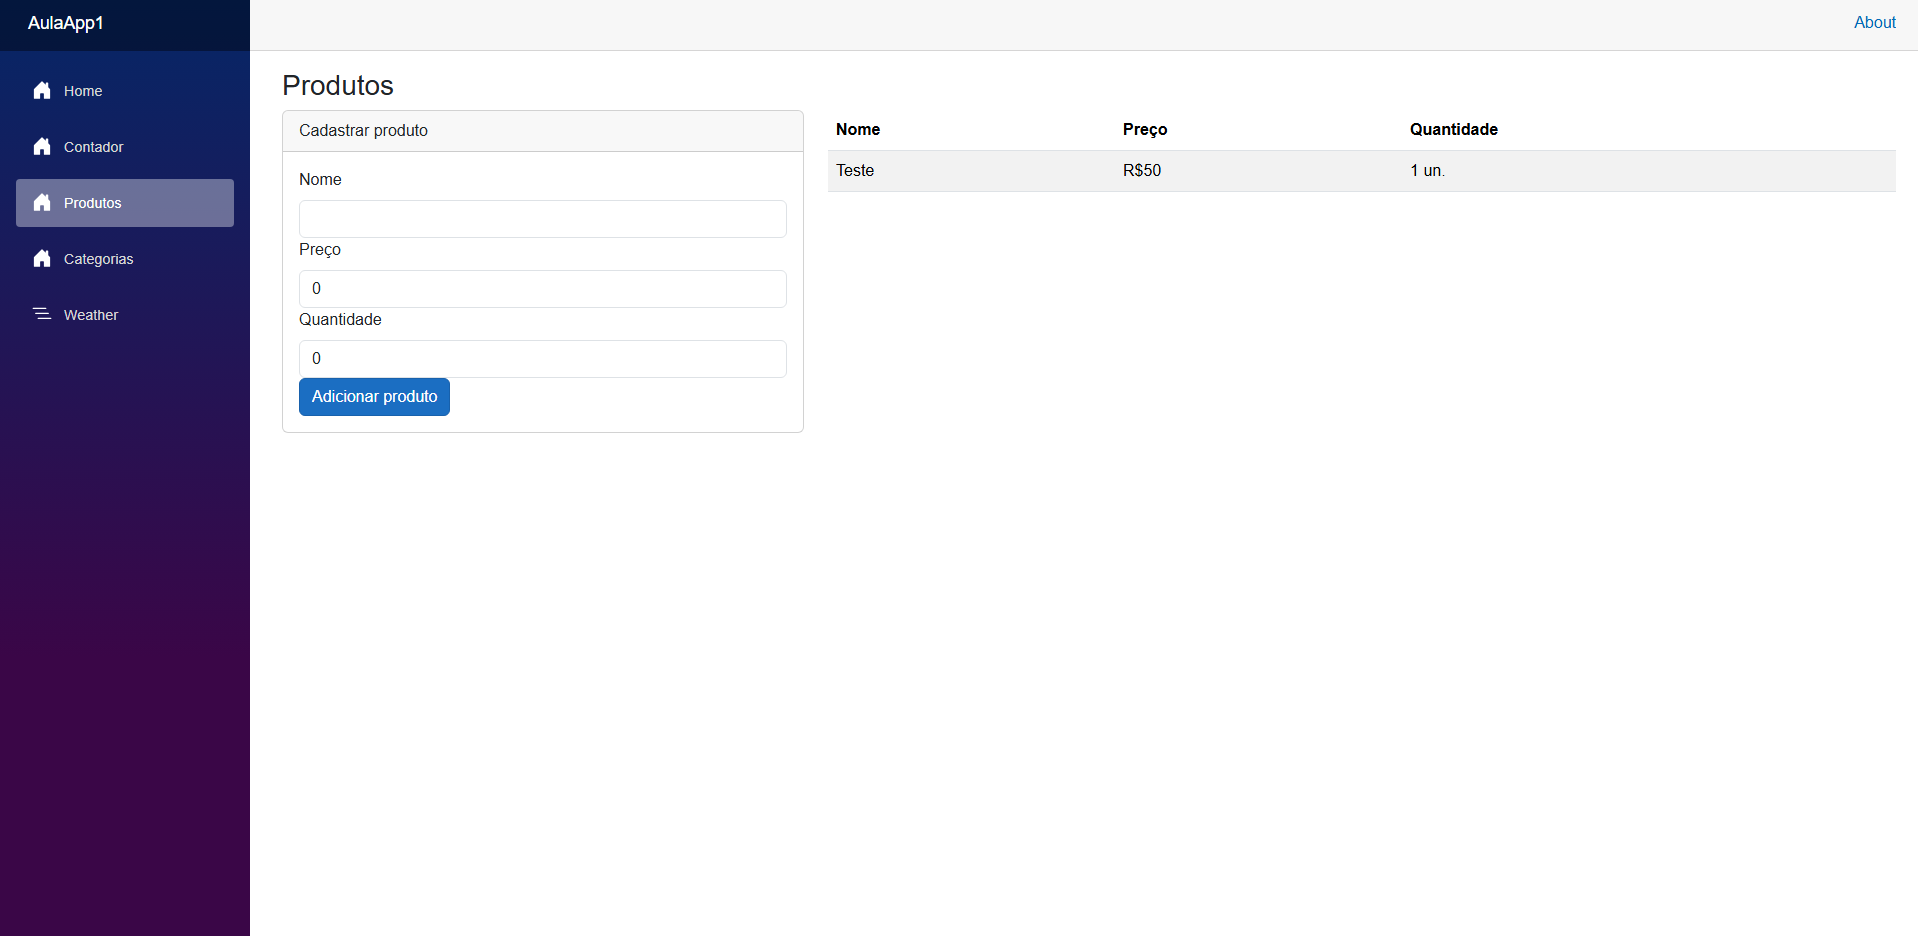 AulaApp1
About
Home
Contador
Produtos
Categorias
Weather
Produtos
Cadastrar produto
Nome
Preço
0
Quantidade
0
Adicionar produto
Nome Preço Quantidade
Teste R$50 1 un.